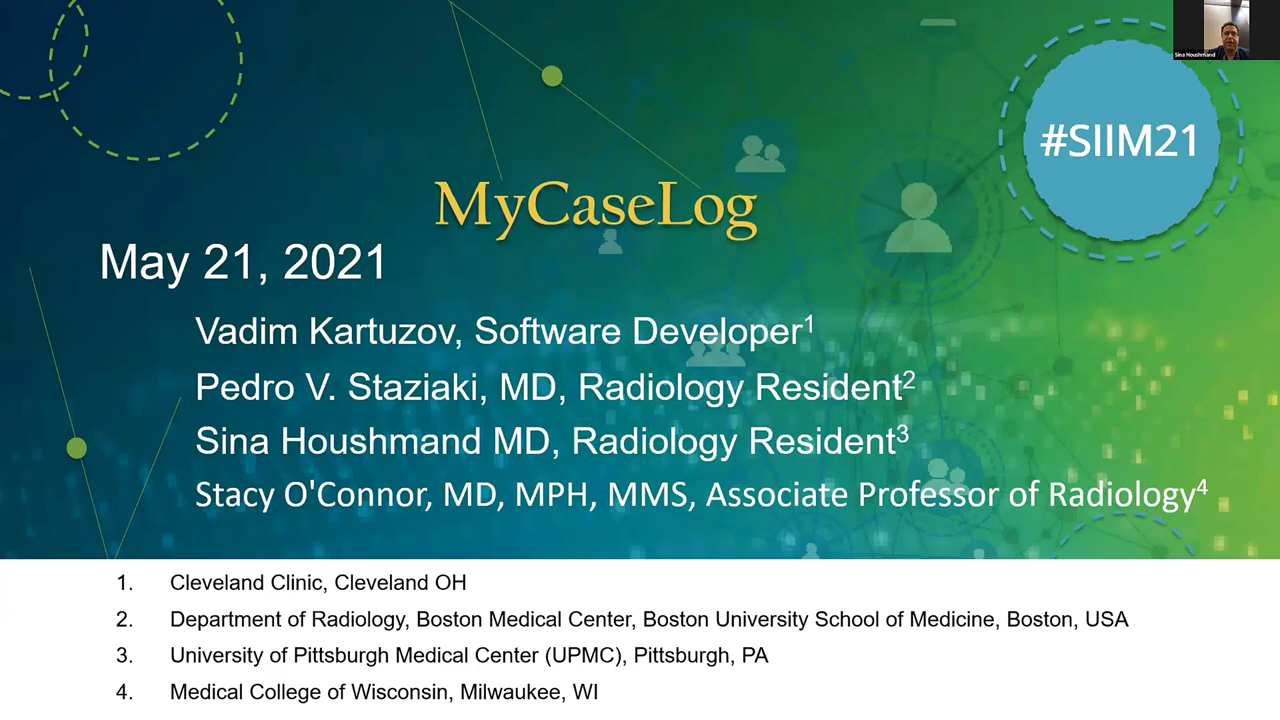 Sina Houshmand
#SIIM21
MyCaseLog
May 21, 2021
Vadim Kartuzov, Software Developer1
Pedro V. Staziaki, MD, Radiology Resident2
Sina Houshmand MD, Radiology Resident3
Stacy O'Connor, MD, MPH, MMS, Associate Professor of Radiology4
1. Cleveland Clinic, Cleveland OH
2. Department of Radiology, Boston Medical Center, Boston University School of Medicine, Boston, USA
3. University of Pittsburgh Medical Center (UPMC), Pittsburgh, PA
4. Medical College of Wisconsin, Milwaukee, WI